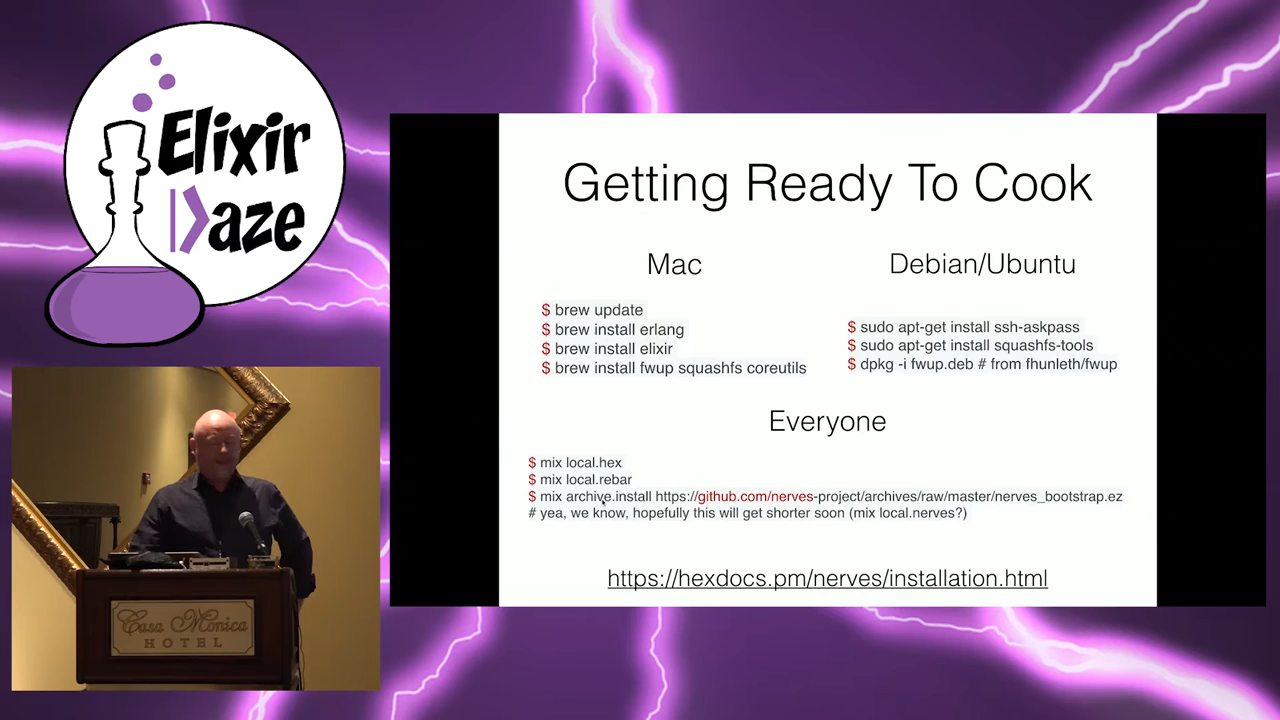 Elixir
Daze
Getting Ready To Cook
Mac
$ brew update
$ brew install erlang
$ brew install elixir
$ brew install fwup squashfs coreutils
Debian/Ubuntu
$ sudo apt-get install ssh-askpass
$ sudo apt-get install squashfs-tools
$ dpkg -i fwup.deb # from fhunleth/fwup
Everyone
$ mix local.hex
$ mix local.rebar
$ mix archive.install https://github.com/nerves-project/archives/raw/master/nerves_bootstrap.ez
# yea, we know, hopefully this will get shorter soon (mix local.nerves?)
https://hexdocs.pm/nerves/installation.html
Casa Monica
HOTEL